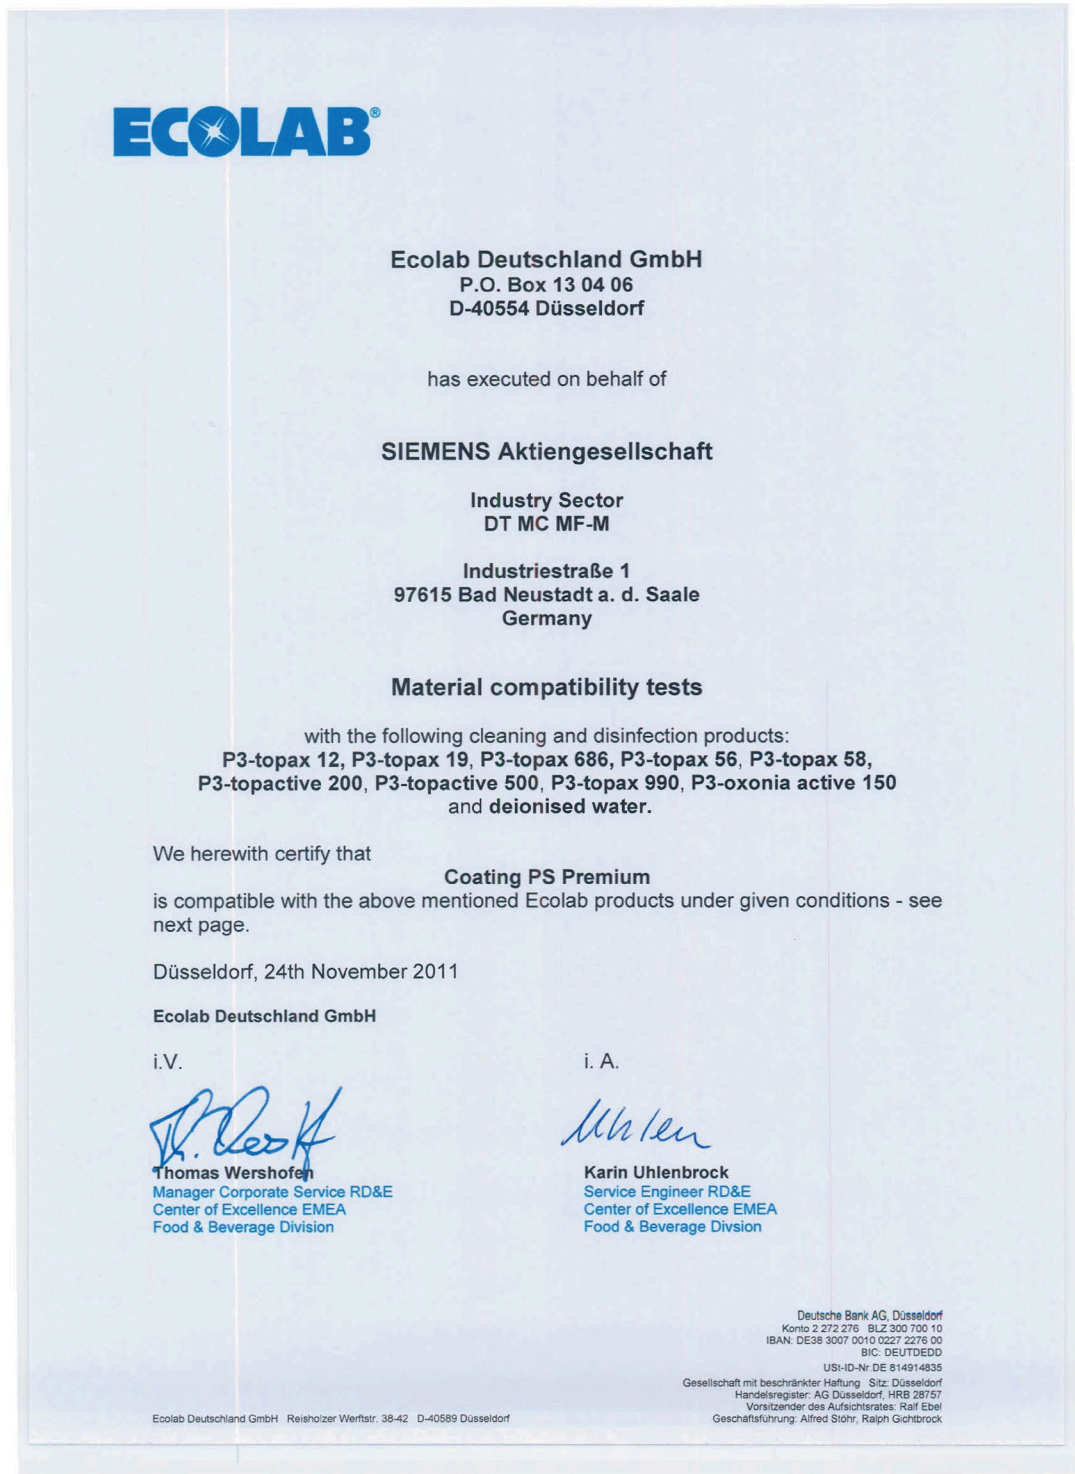 ECOLAB®
Ecolab Deutschland GmbH
P.O. Box 13 04 06
D-40554 Düsseldorf
has executed on behalf of
SIEMENS Aktiengesellschaft
Industry Sector
DT MC MF-M
Industriestraße 1
97615 Bad Neustadt a. d. Saale
Germany
Material compatibility tests
with the following cleaning and disinfection products:
P3-topax 12, P3-topax 19, P3-topax 686, P3-topax 56, P3-topax 58,
P3-topactive 200, P3-topactive 500, P3-topax 990, P3-oxonia active 150
and deionised water.
We herewith certify that
Coating PS Premium
is compatible with the above mentioned Ecolab products under given conditions - see
next page.
Düsseldorf, 24th November 2011
Ecolab Deutschland GmbH
i.V.
i. A.
Thomas Wershofen
Manager Corporate Service RD&E
Center of Excellence EMEA
Food & Beverage Division
Uhlen
Karin Uhlenbrock
Service Engineer RD&E
Center of Excellence EMEA
Food & Beverage Divsion
Deutsche Bank AG, Düsseldorf
Konto 2 272 276 BLZ 300 700 10
IBAN: DE38 3007 0010 0227 2276 00
BIC: DEUTDEDD
USt-ID-Nr. DE 814914835
Gesellschaft mit beschränkter Haftung Sitz: Düsseldorf
Handelsregister: AG Düsseldorf, HRB 28757
Vorsitzender des Aufsichtsrates: Ralf Ebel
Geschäftsführung: Alfred Stöhr, Ralph Gichtbrock
Ecolab Deutschland GmbH Reisholzer Werftstr. 38-42 D-40589 Düsseldorf